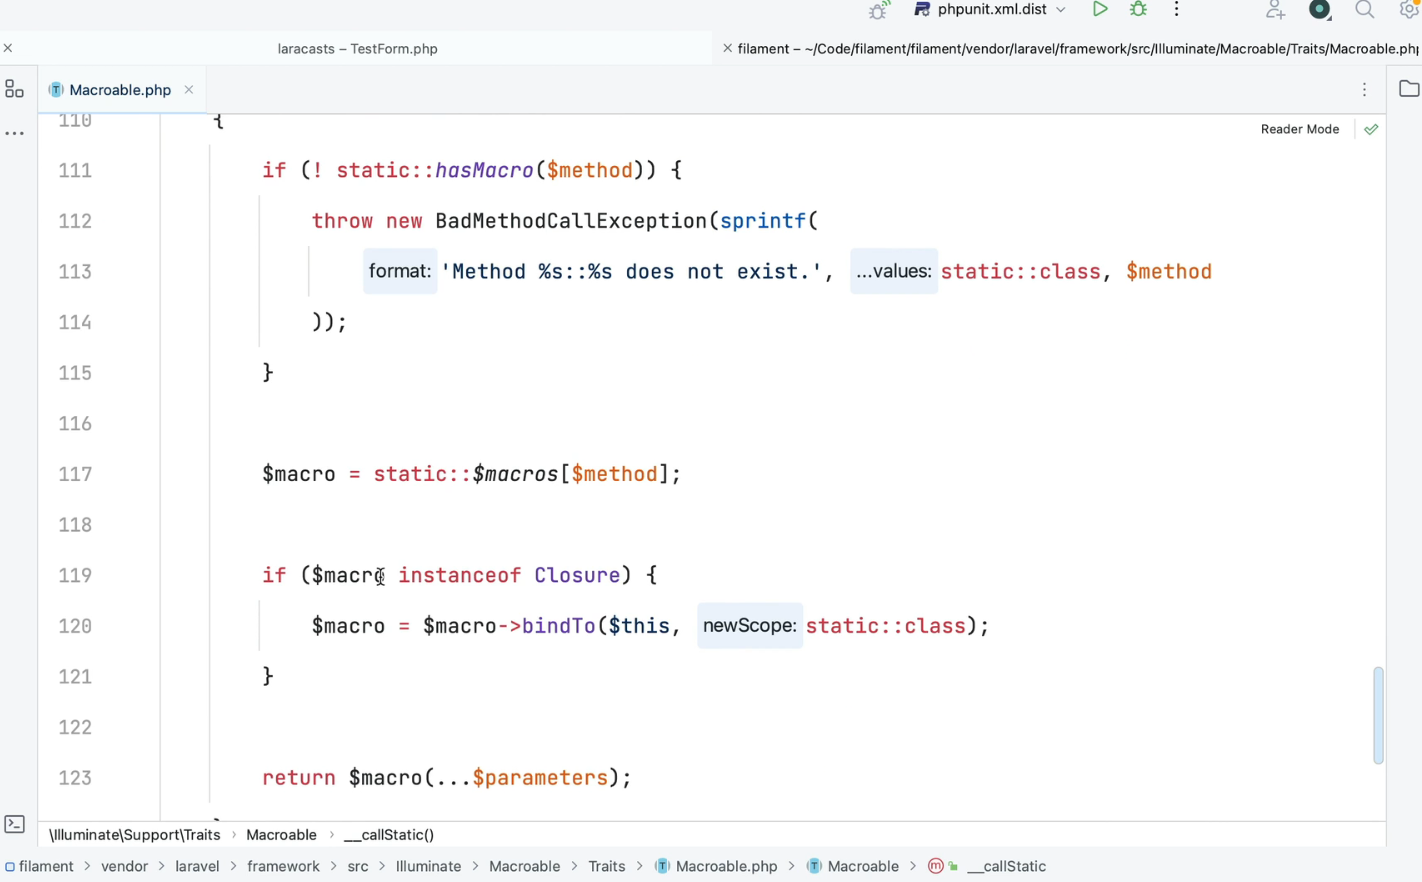 phpunit.xml.dist
laracasts – TestForm.php
filament – ~/Code/filament/filament/vendor/laravel/framework/src/Illuminate/Macroable/Traits/Macroable.php
Macroable.php
Reader Mode
110 {
111 if (! static::hasMacro($method)) {
112 throw new BadMethodCallException(sprintf(
113 format: 'Method %s::%s does not exist.', ...values: static::class, $method
114 ));
115 }
116
117 $macro = static::$macros[$method];
118
119 if ($macro instanceof Closure) {
120 $macro = $macro->bindTo($this, newScope: static::class);
121 }
122
123 return $macro(...$parameters);
\Illuminate\Support\Traits › Macroable › __callStatic()
filament > vendor > laravel > framework > src > Illuminate > Macroable > Traits > Macroable.php > Macroable > __callStatic